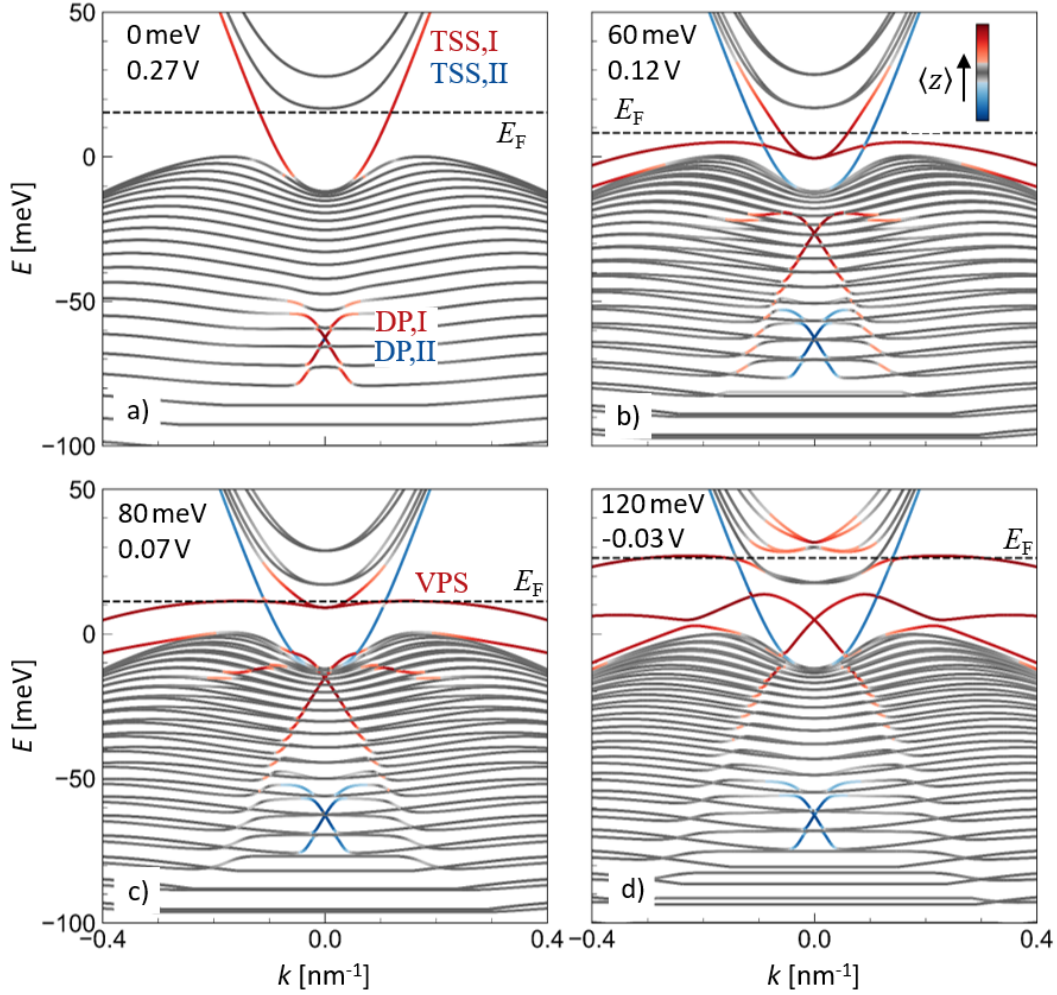 50
0 meV
0.27 V
TSS,I
TSS,II
E_F
0
E [meV]
−50
DP,I
DP,II
a)
−100
60 meV
0.12 V
⟨z⟩
E_F
b)
50
80 meV
0.07 V
VPS
E_F
0
E [meV]
−50
c)
−100
−0.4
0.0
0.4
k [nm⁻¹]
120 meV
-0.03 V
E_F
d)
−0.4
0.0
0.4
k [nm⁻¹]